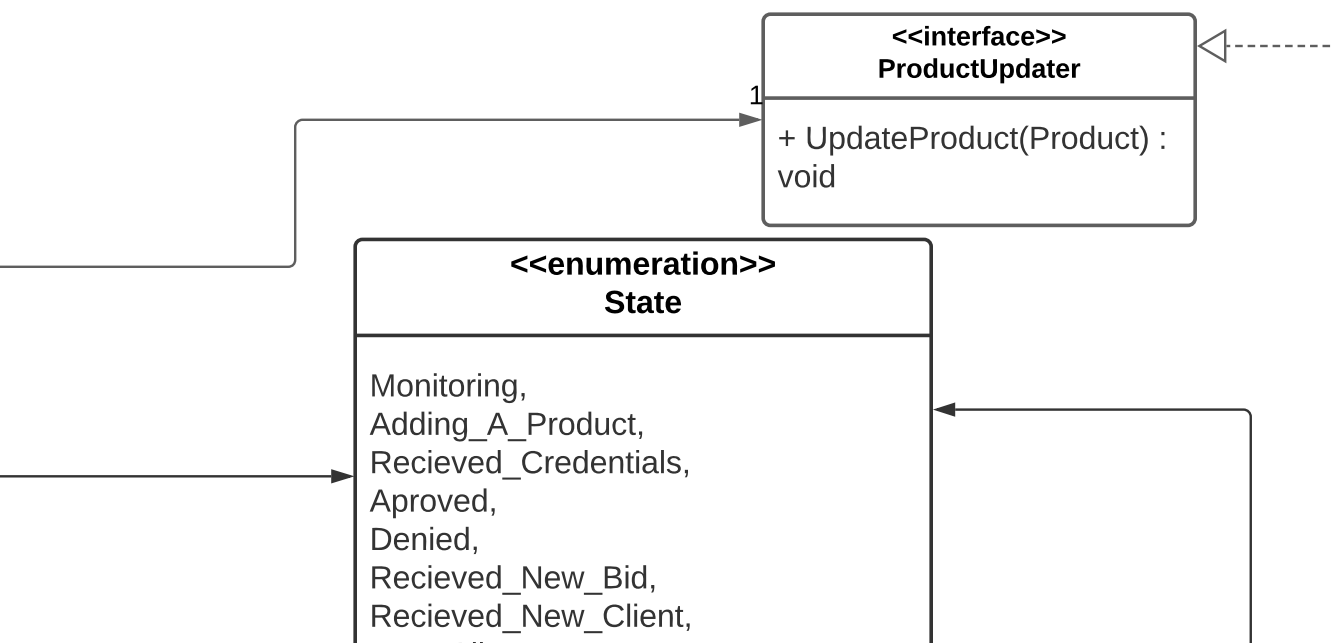 <<interface>>
ProductUpdater
1
+ UpdateProduct(Product) :
void
<<enumeration>>
State
Monitoring,
Adding_A_Product,
Recieved_Credentials,
Aproved,
Denied,
Recieved_New_Bid,
Recieved_New_Client,